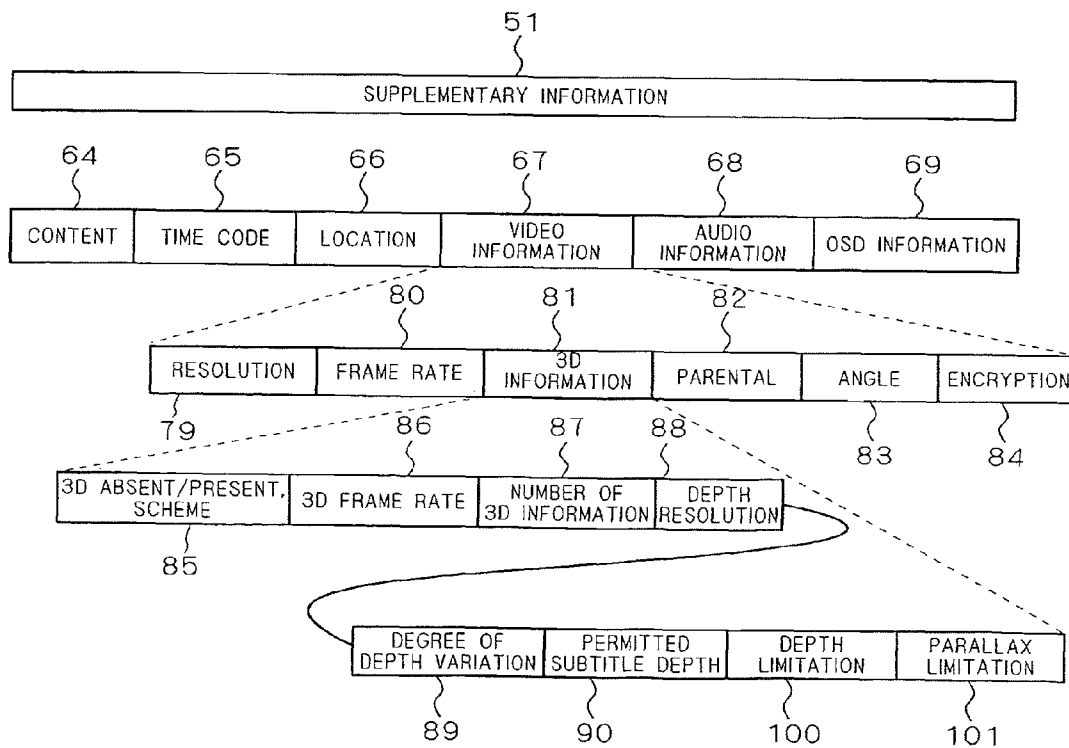 51
SUPPLEMENTARY INFORMATION
64 65 66 67 68 69
CONTENT TIME CODE LOCATION VIDEO INFORMATION AUDIO INFORMATION OSD INFORMATION
80 81 82
RESOLUTION FRAME RATE 3D INFORMATION PARENTAL ANGLE ENCRYPTION
79 86 87 88 83 84
3D ABSENT/PRESENT, SCHEME 3D FRAME RATE NUMBER OF 3D INFORMATION DEPTH RESOLUTION
85
DEGREE OF DEPTH VARIATION PERMITTED SUBTITLE DEPTH DEPTH LIMITATION PARALLAX LIMITATION
89 90 100 101